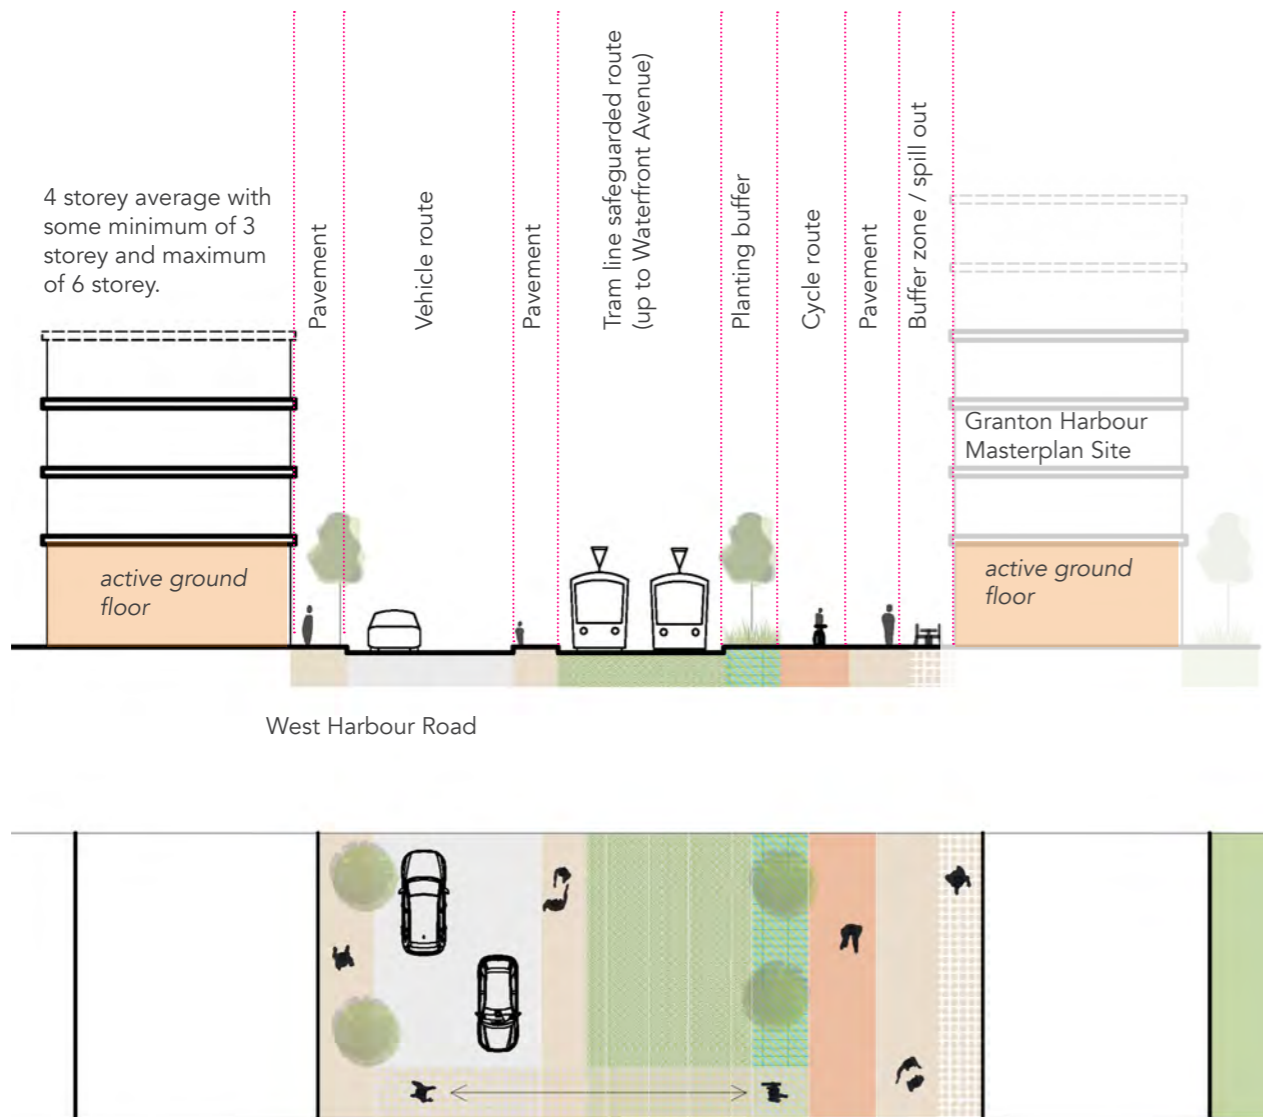 4 storey average with
some minimum of 3
storey and maximum
of 6 storey.
Pavement
Vehicle route
Pavement
Tram line safeguarded route
(up to Waterfront Avenue)
Planting buffer
Cycle route
Pavement
Buffer zone / spill out
Granton Harbour
Masterplan Site
active ground
floor
active ground
floor
West Harbour Road